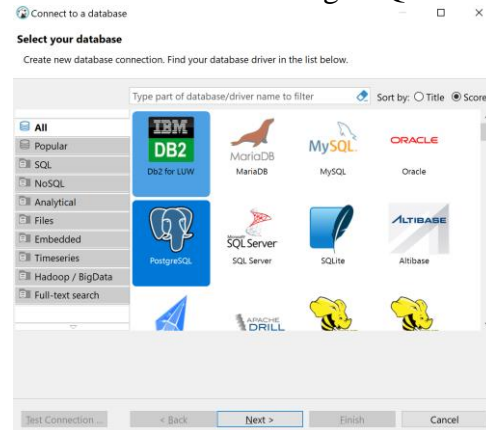 Connect to a database
Select your database
Create new database connection. Find your database driver in the list below.
Type part of database/driver name to filter
Sort by: Title Score
All
Popular
SQL
NoSQL
Analytical
Files
Embedded
Timeseries
Hadoop / BigData
Full-text search
IBM
DB2
MariaDB
MySQL
ORACLE
Db2 for LUW
MariaDB
MySQL
Oracle
Microsoft
SQL Server
ALTIBASE
PostgreSQL
SQL Server
SQLite
Altibase
APACHE
DRILL
Test Connection ...
< Back
Next >
Finish
Cancel